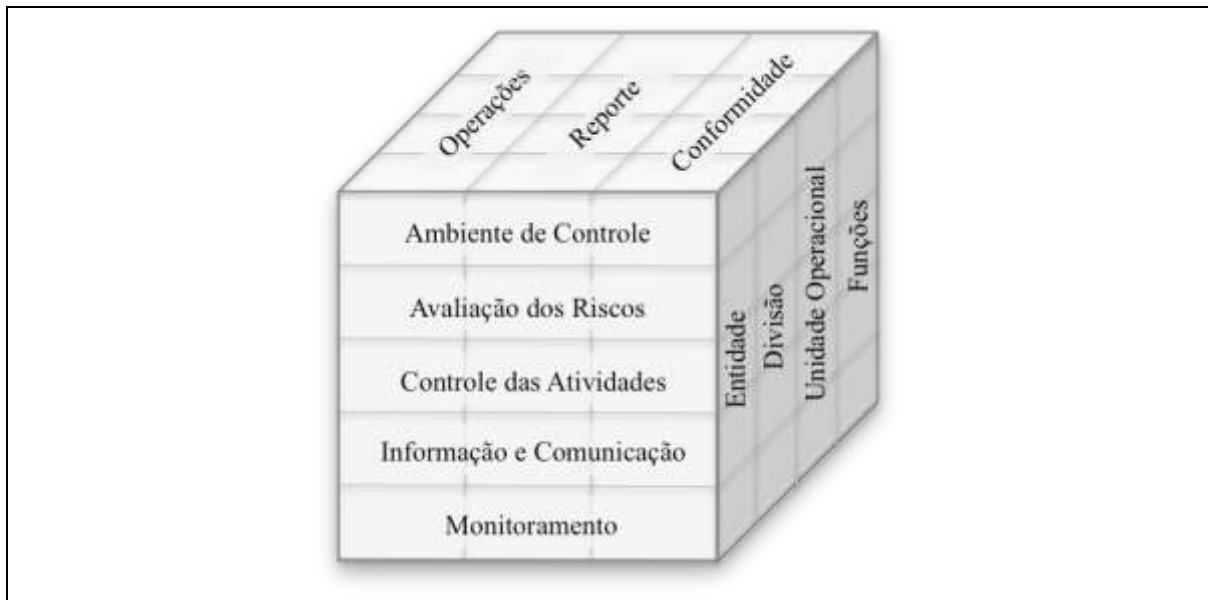 Operações
Reporte
Conformidade
Ambiente de Controle
Avaliação dos Riscos
Controle das Atividades
Informação e Comunicação
Monitoramento
Entidade
Divisão
Unidade Operacional
Funções